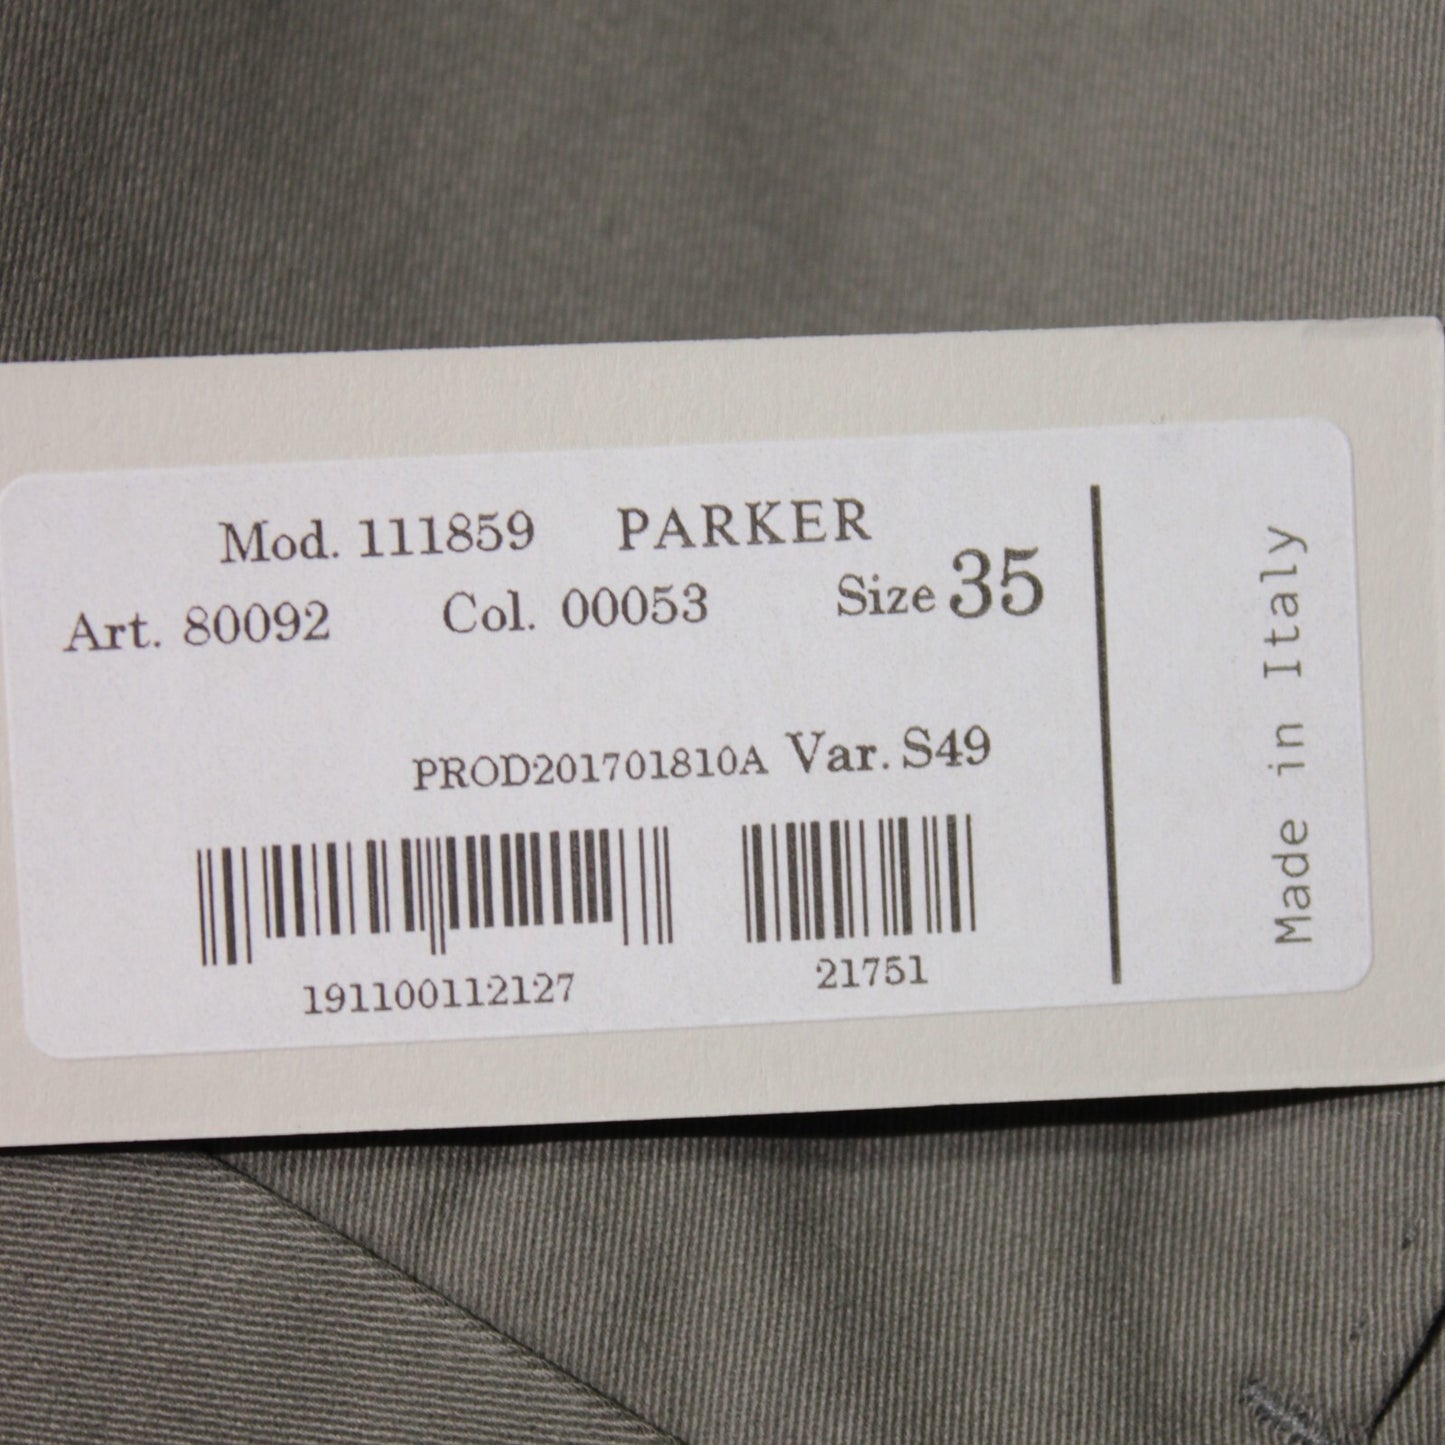 Mod. 111859 PARKER
Art. 80092 Col. 00053 Size 35
PROD201701810A Var. S49
191100112127 21751
Made in Italy